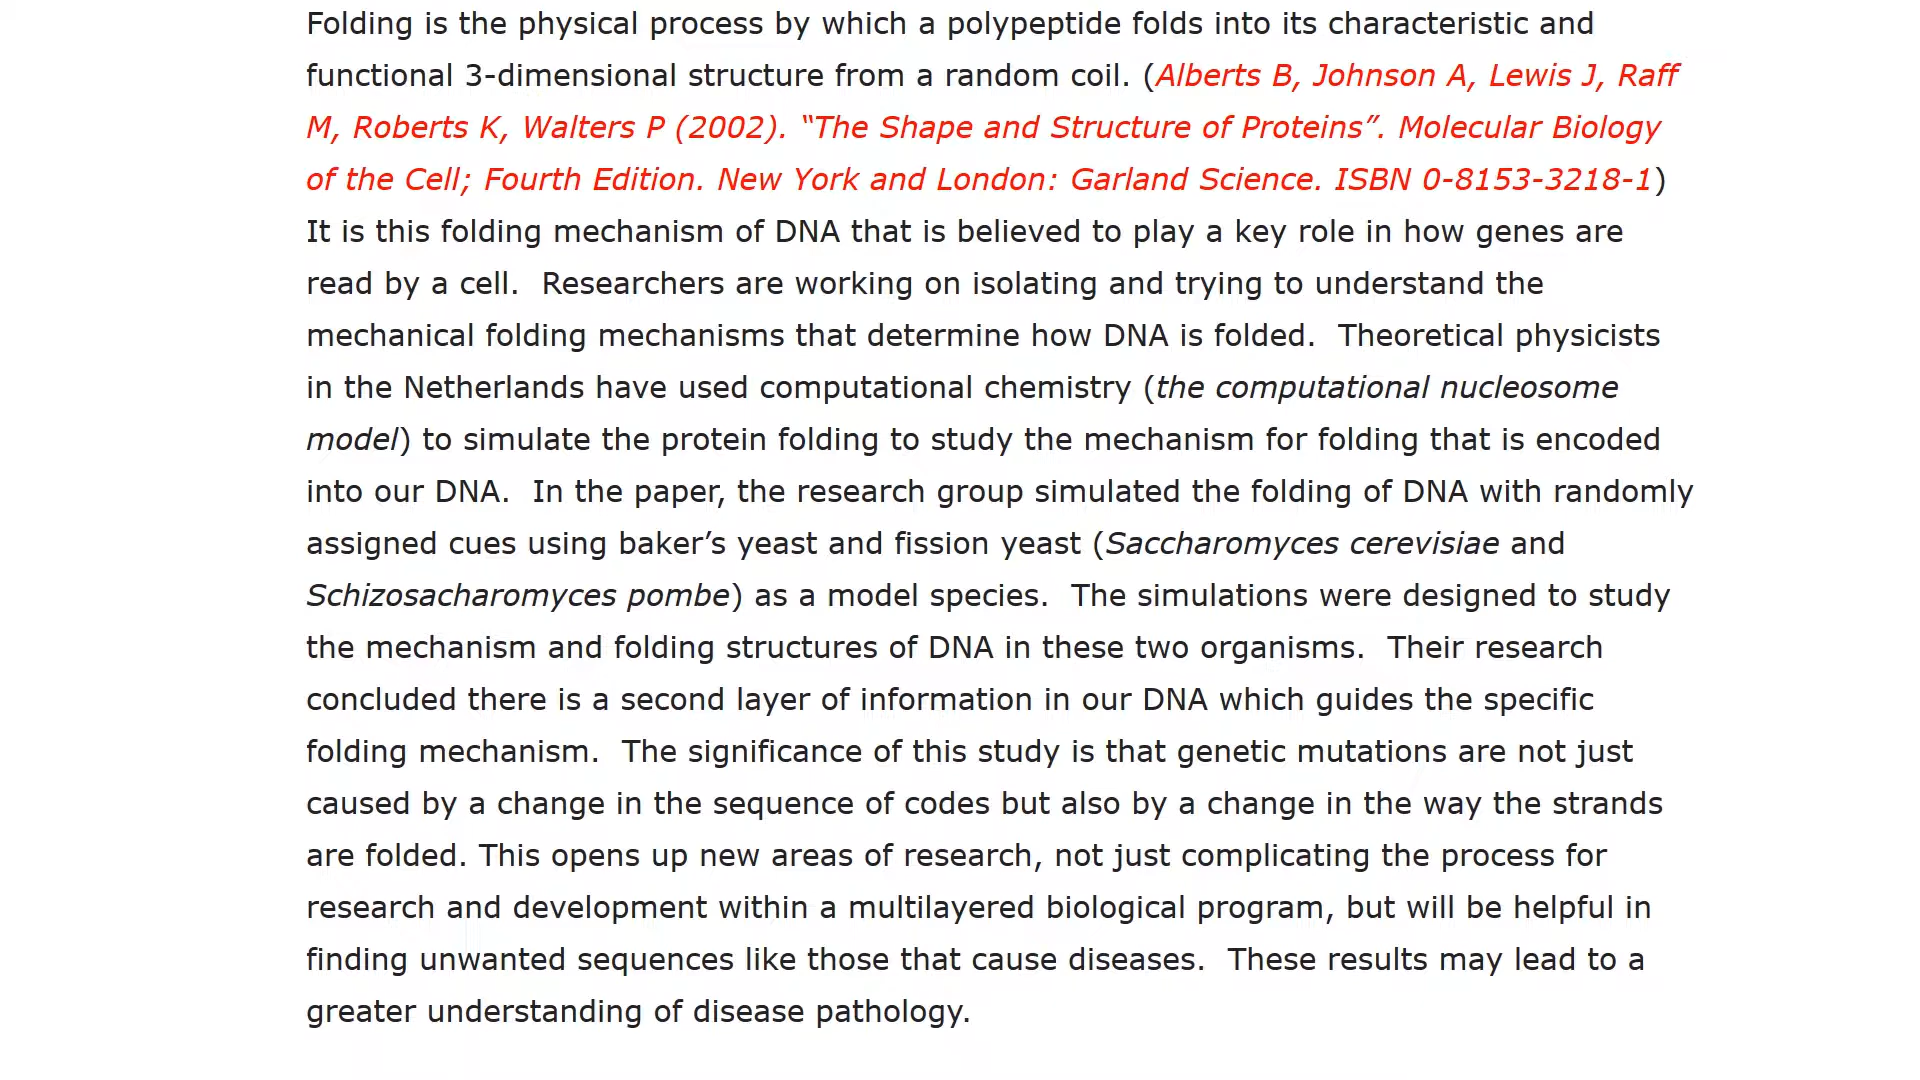 Folding is the physical process by which a polypeptide folds into its characteristic and
functional 3-dimensional structure from a random coil. (Alberts B, Johnson A, Lewis J, Raff
M, Roberts K, Walters P (2002). “The Shape and Structure of Proteins”. Molecular Biology
of the Cell; Fourth Edition. New York and London: Garland Science. ISBN 0-8153-3218-1)
It is this folding mechanism of DNA that is believed to play a key role in how genes are
read by a cell.  Researchers are working on isolating and trying to understand the
mechanical folding mechanisms that determine how DNA is folded.  Theoretical physicists
in the Netherlands have used computational chemistry (the computational nucleosome
model) to simulate the protein folding to study the mechanism for folding that is encoded
into our DNA.  In the paper, the research group simulated the folding of DNA with randomly
assigned cues using baker’s yeast and fission yeast (Saccharomyces cerevisiae and
Schizosacharomyces pombe) as a model species.  The simulations were designed to study
the mechanism and folding structures of DNA in these two organisms.  Their research
concluded there is a second layer of information in our DNA which guides the specific
folding mechanism.  The significance of this study is that genetic mutations are not just
caused by a change in the sequence of codes but also by a change in the way the strands
are folded. This opens up new areas of research, not just complicating the process for
research and development within a multilayered biological program, but will be helpful in
finding unwanted sequences like those that cause diseases.  These results may lead to a
greater understanding of disease pathology.